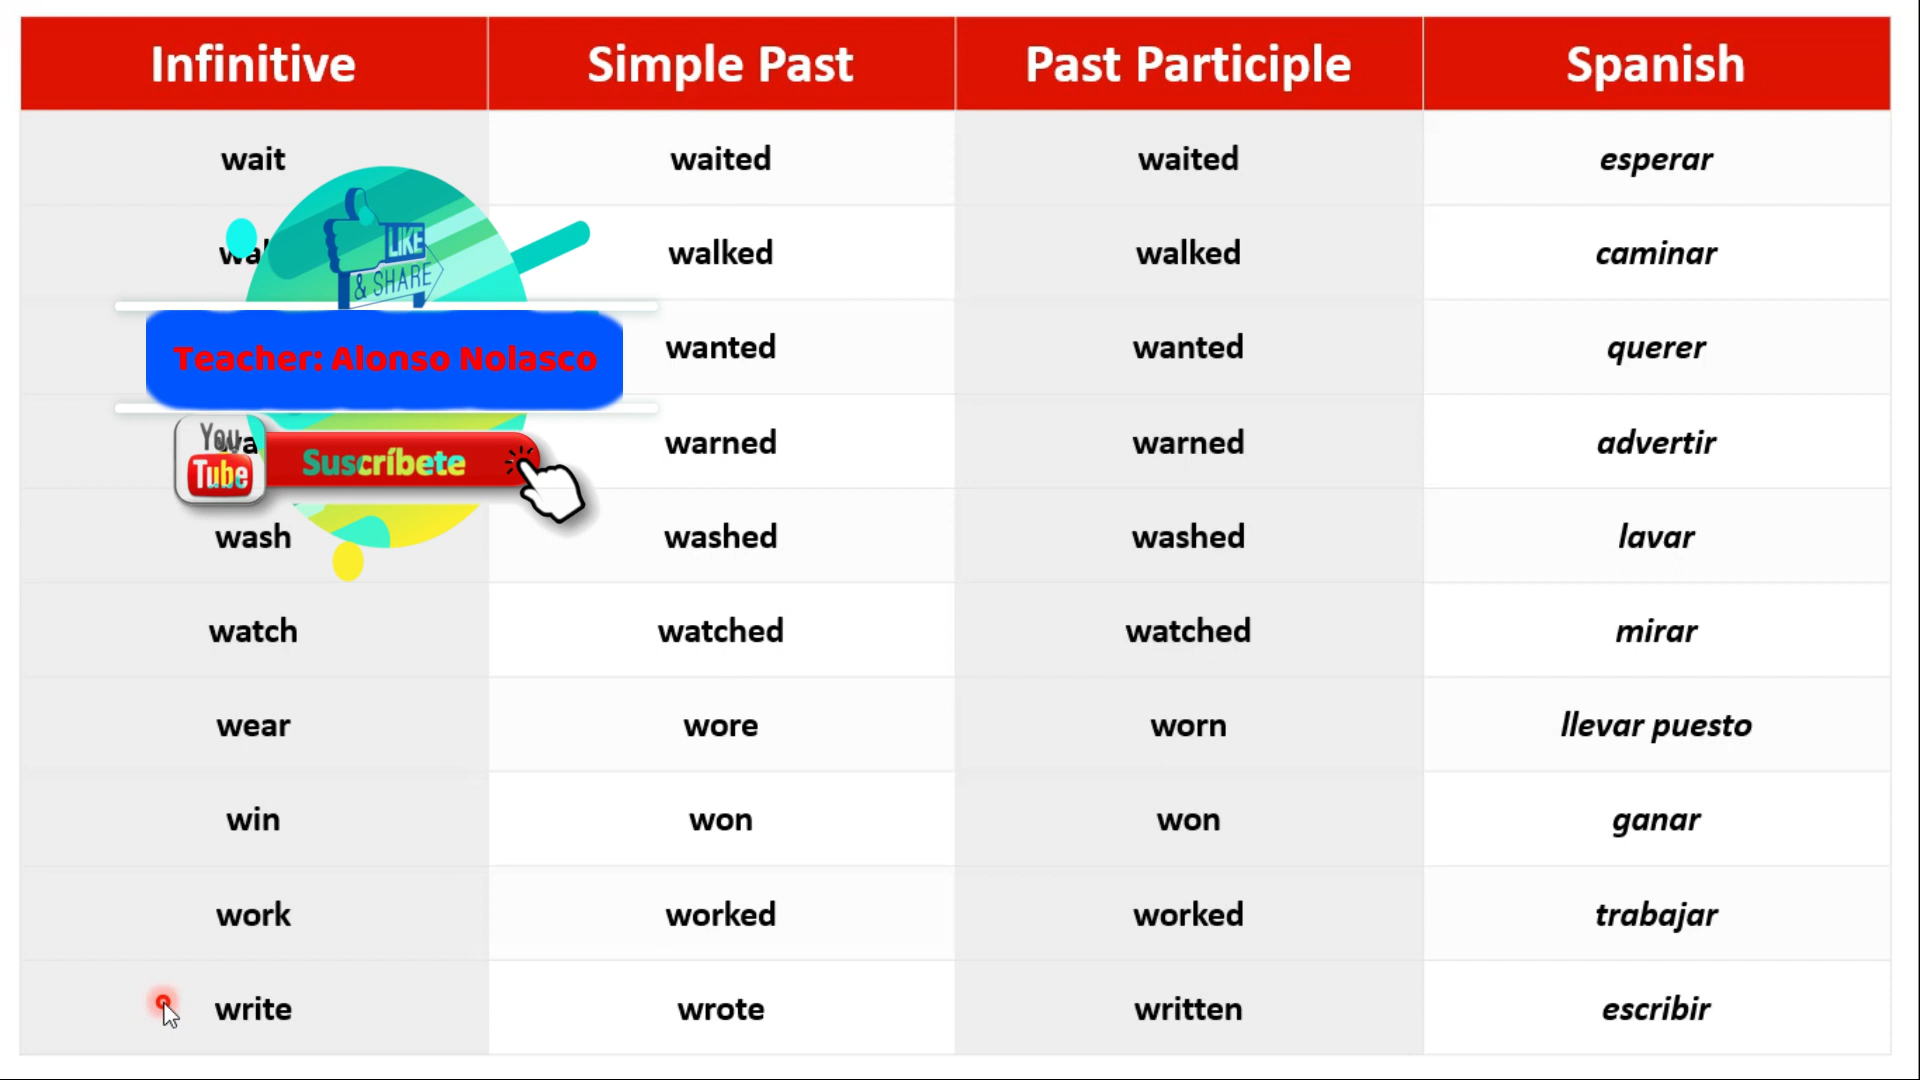 Infinitive Simple Past Past Participle Spanish
wait waited waited esperar
walked walked caminar
LIKE
& SHARE
Teacher: Alonso Nolasco
wanted wanted querer
warned warned advertir
You
Tube
Suscríbete
wash washed washed lavar
watch watched watched mirar
wear wore worn llevar puesto
win won won ganar
work worked worked trabajar
write wrote written escribir